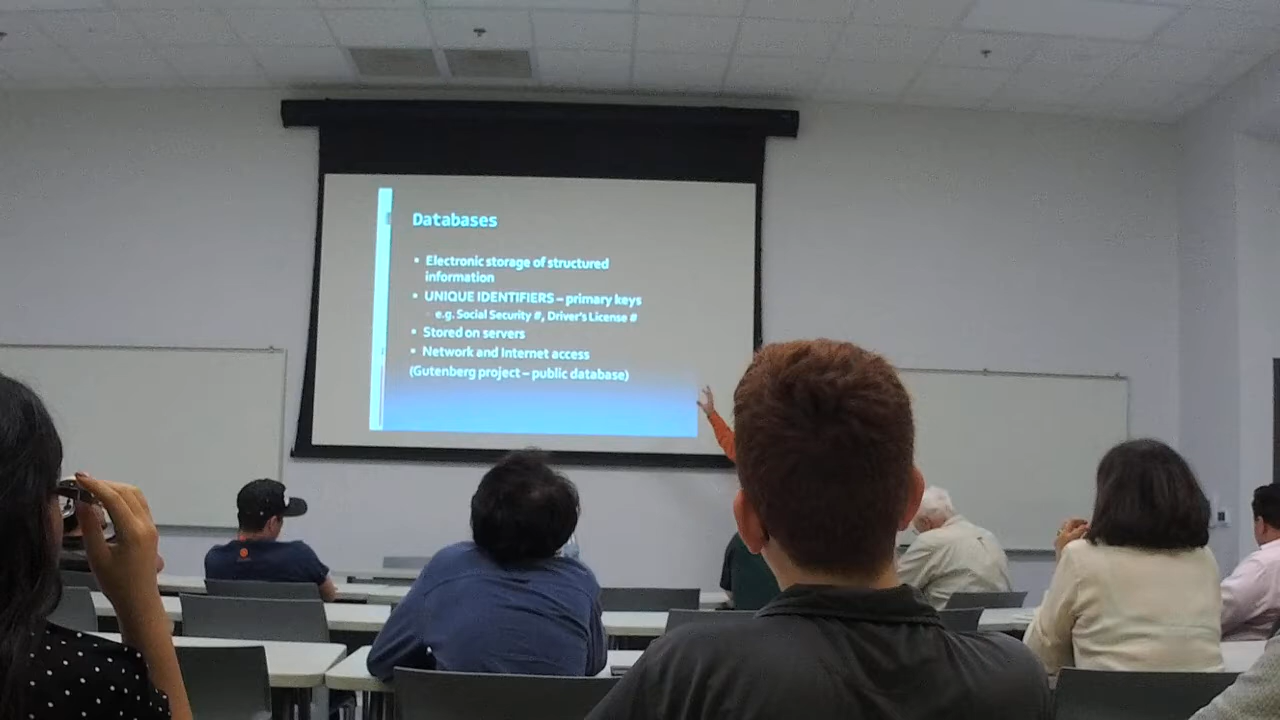 Databases
• Electronic storage of structured
information
• UNIQUE IDENTIFIERS – primary keys
e.g. Social Security #, Driver's License #
• Stored on servers
• Network and Internet access
(Gutenberg project – public database)